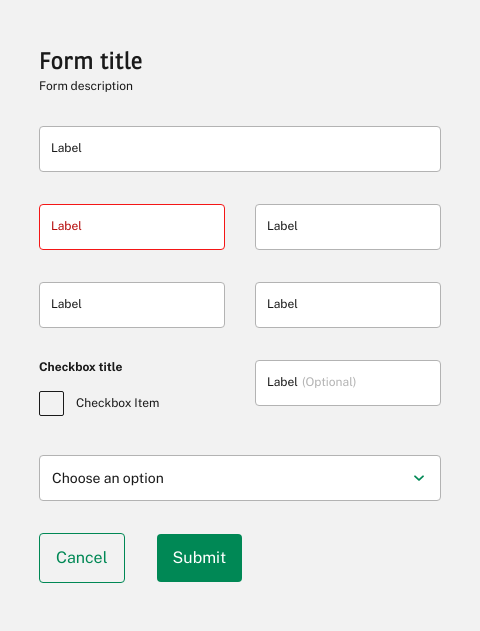 Form title
Form description
Label
Label
Label
Label
Label
Checkbox title
Label (Optional)
Checkbox Item
Choose an option
Cancel
Submit